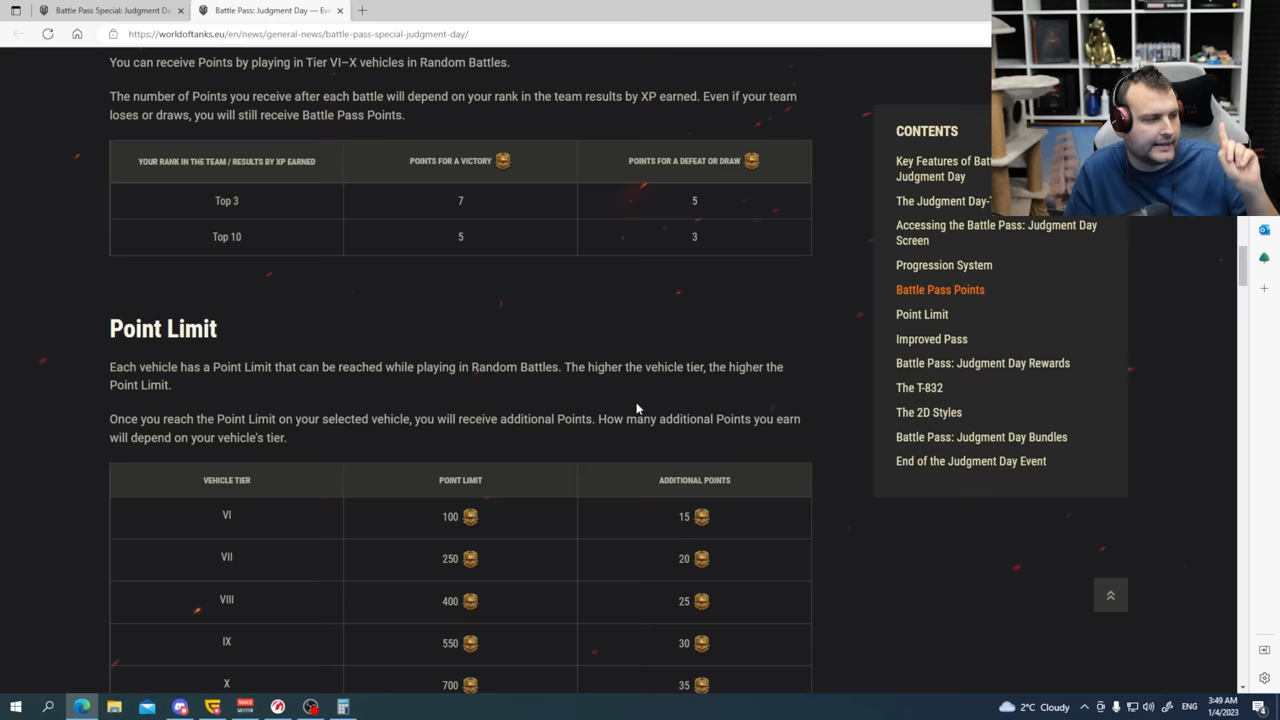 Battle Pass Special: Judgment Da
Battle Pass: Judgment Day — Eve
https://worldoftanks.eu/en/news/general-news/battle-pass-special-judgment-day/
You can receive Points by playing in Tier VI–X vehicles in Random Battles.
The number of Points you receive after each battle will depend on your rank in the team results by XP earned. Even if your team
loses or draws, you will still receive Battle Pass Points.
YOUR RANK IN THE TEAM / RESULTS BY XP EARNED
POINTS FOR A VICTORY
POINTS FOR A DEFEAT OR DRAW
Top 3
7
5
Top 10
5
3
Point Limit
Each vehicle has a Point Limit that can be reached while playing in Random Battles. The higher the vehicle tier, the higher the
Point Limit.
Once you reach the Point Limit on your selected vehicle, you will receive additional Points. How many additional Points you earn
will depend on your vehicle's tier.
VEHICLE TIER
POINT LIMIT
ADDITIONAL POINTS
VI
100
15
VII
250
20
VIII
400
25
IX
550
30
X
700
35
CONTENTS
Key Features of Bat
Judgment Day
The Judgment Day-
Accessing the Battle Pass: Judgment Day
Screen
Progression System
Battle Pass Points
Point Limit
Improved Pass
Battle Pass: Judgment Day Rewards
The T-832
The 2D Styles
Battle Pass: Judgment Day Bundles
End of the Judgment Day Event
2°C Cloudy
ENG
3:49 AM
1/4/2023
4